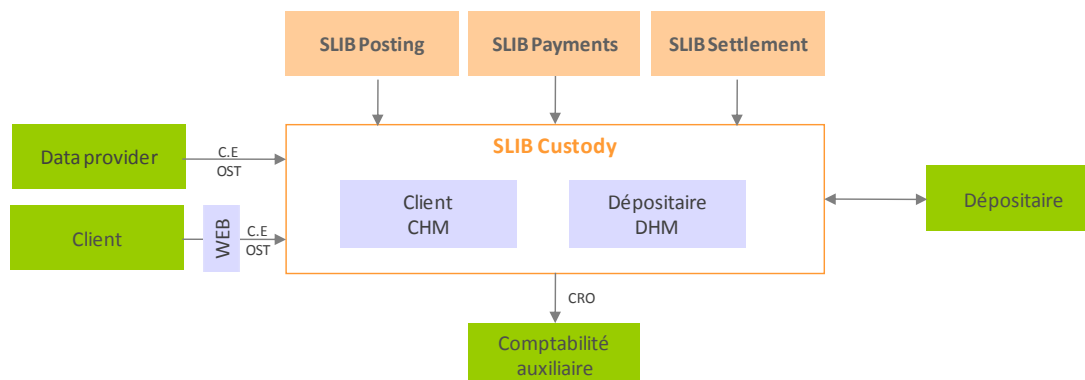 SLIB Posting
SLIB Payments
SLIB Settlement
SLIB Custody
Data provider
C.E
OST
Client
CHM
Dépositaire
DHM
Dépositaire
Client
WEB
C.E
OST
CRO
Comptabilité
auxiliaire